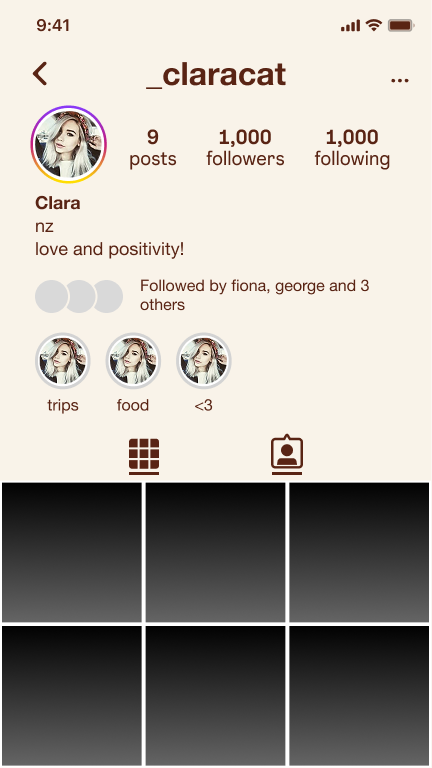 9:41
_claracat
...
9 1,000 1,000
posts followers following
Clara
nz
love and positivity!
Followed by fiona, george and 3
others
trips food <3